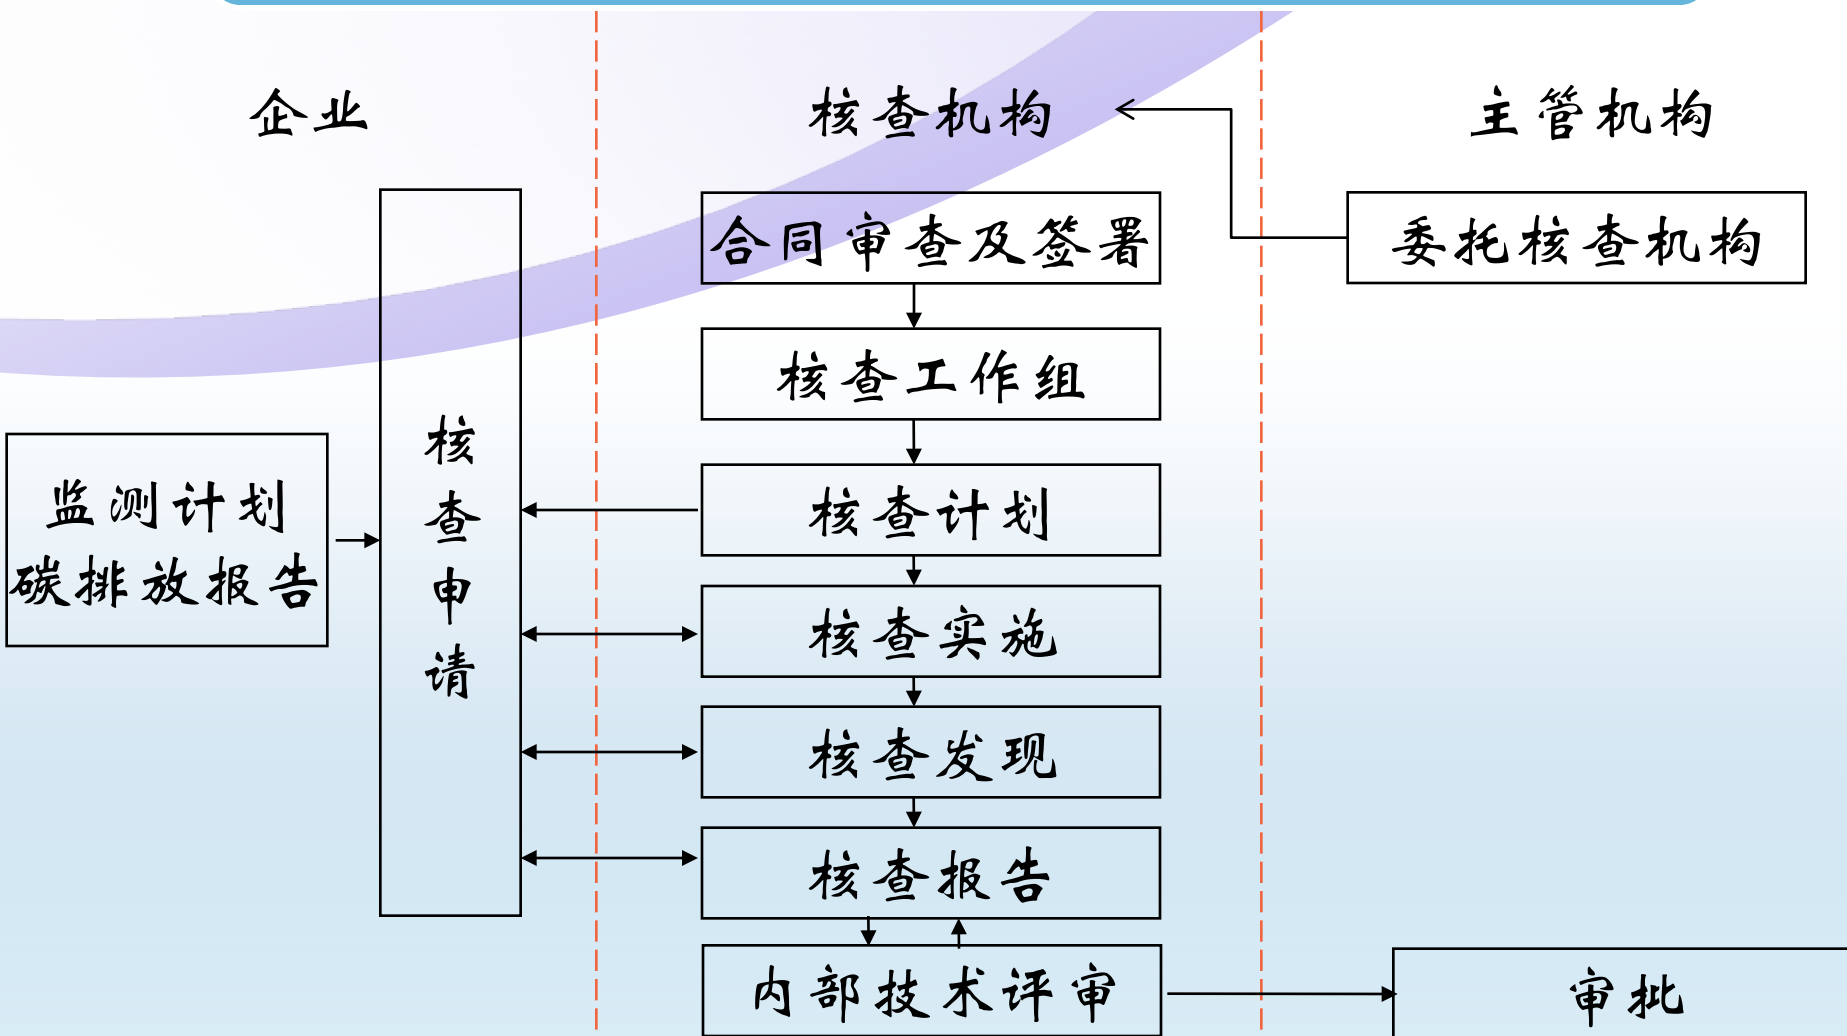 企业
核查机构
主管机构
合同审查及签署
委托核查机构
核查工作组
监测计划
碳排放报告
核
查
申
请
核查计划
核查实施
核查发现
核查报告
内部技术评审
审批